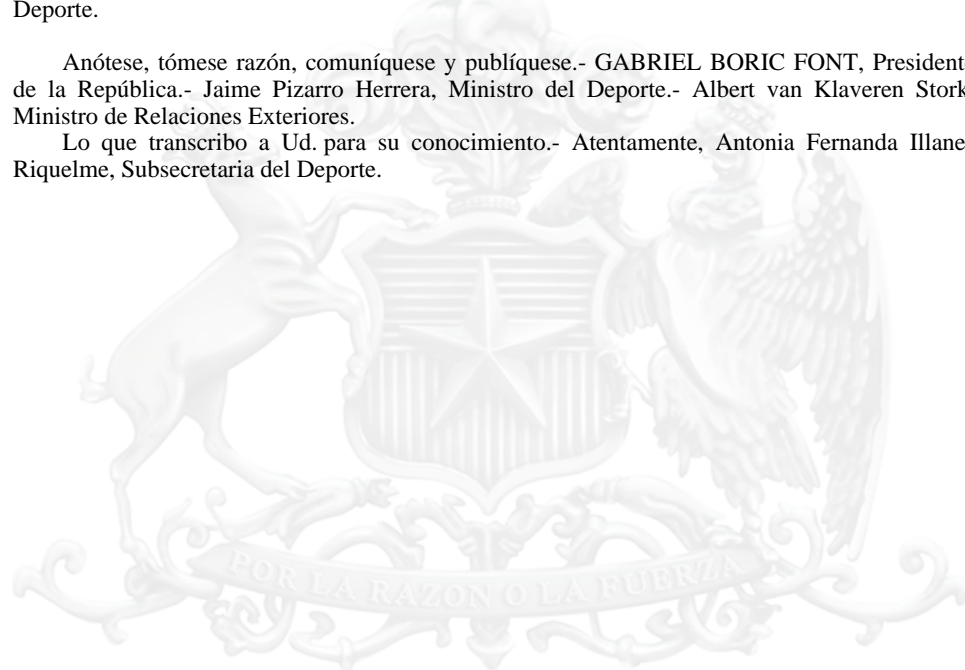 Deporte.
Anótese, tómese razón, comuníquese y publíquese.- GABRIEL BORIC FONT, President
de la República.- Jaime Pizarro Herrera, Ministro del Deporte.- Albert van Klaveren Stork
Ministro de Relaciones Exteriores.
Lo que transcribo a Ud. para su conocimiento.- Atentamente, Antonia Fernanda Illane
Riquelme, Subsecretaria del Deporte.
POR LA RAZON O LA FUERZA